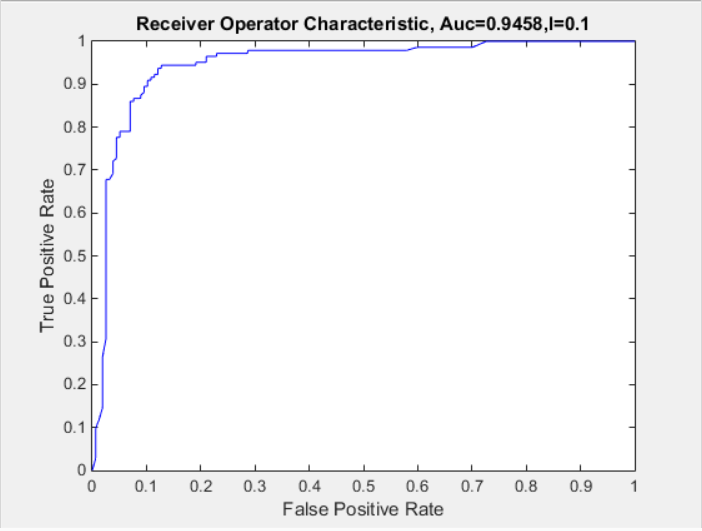 Receiver Operator Characteristic, Auc=0.9458,l=0.1
1
0.9
0.8
0.7
0.6
0.5
0.4
0.3
0.2
0.1
0
True Positive Rate
0 0.1 0.2 0.3 0.4 0.5 0.6 0.7 0.8 0.9 1
False Positive Rate